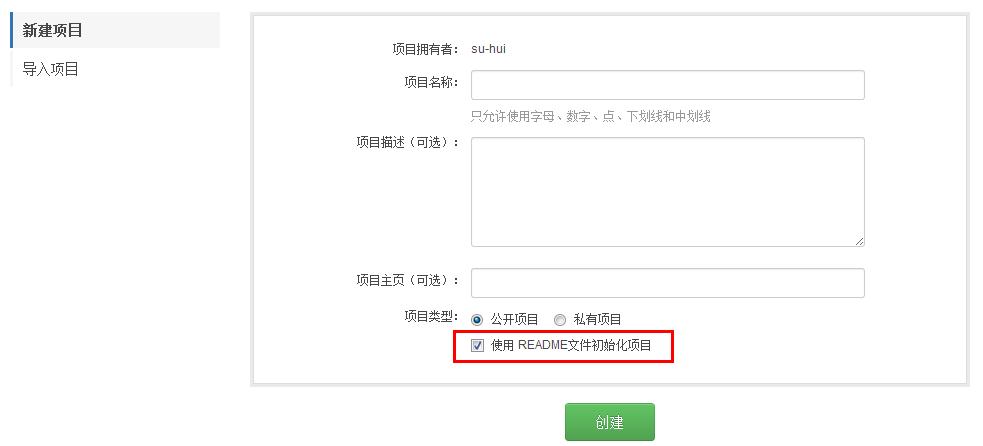 新建项目
导入项目
项目拥有者： su-hui
项目名称：
只允许使用字母、数字、点、下划线和中划线
项目描述（可选）：
项目主页（可选）：
项目类型： 公开项目 私有项目
使用 README文件初始化项目
创建